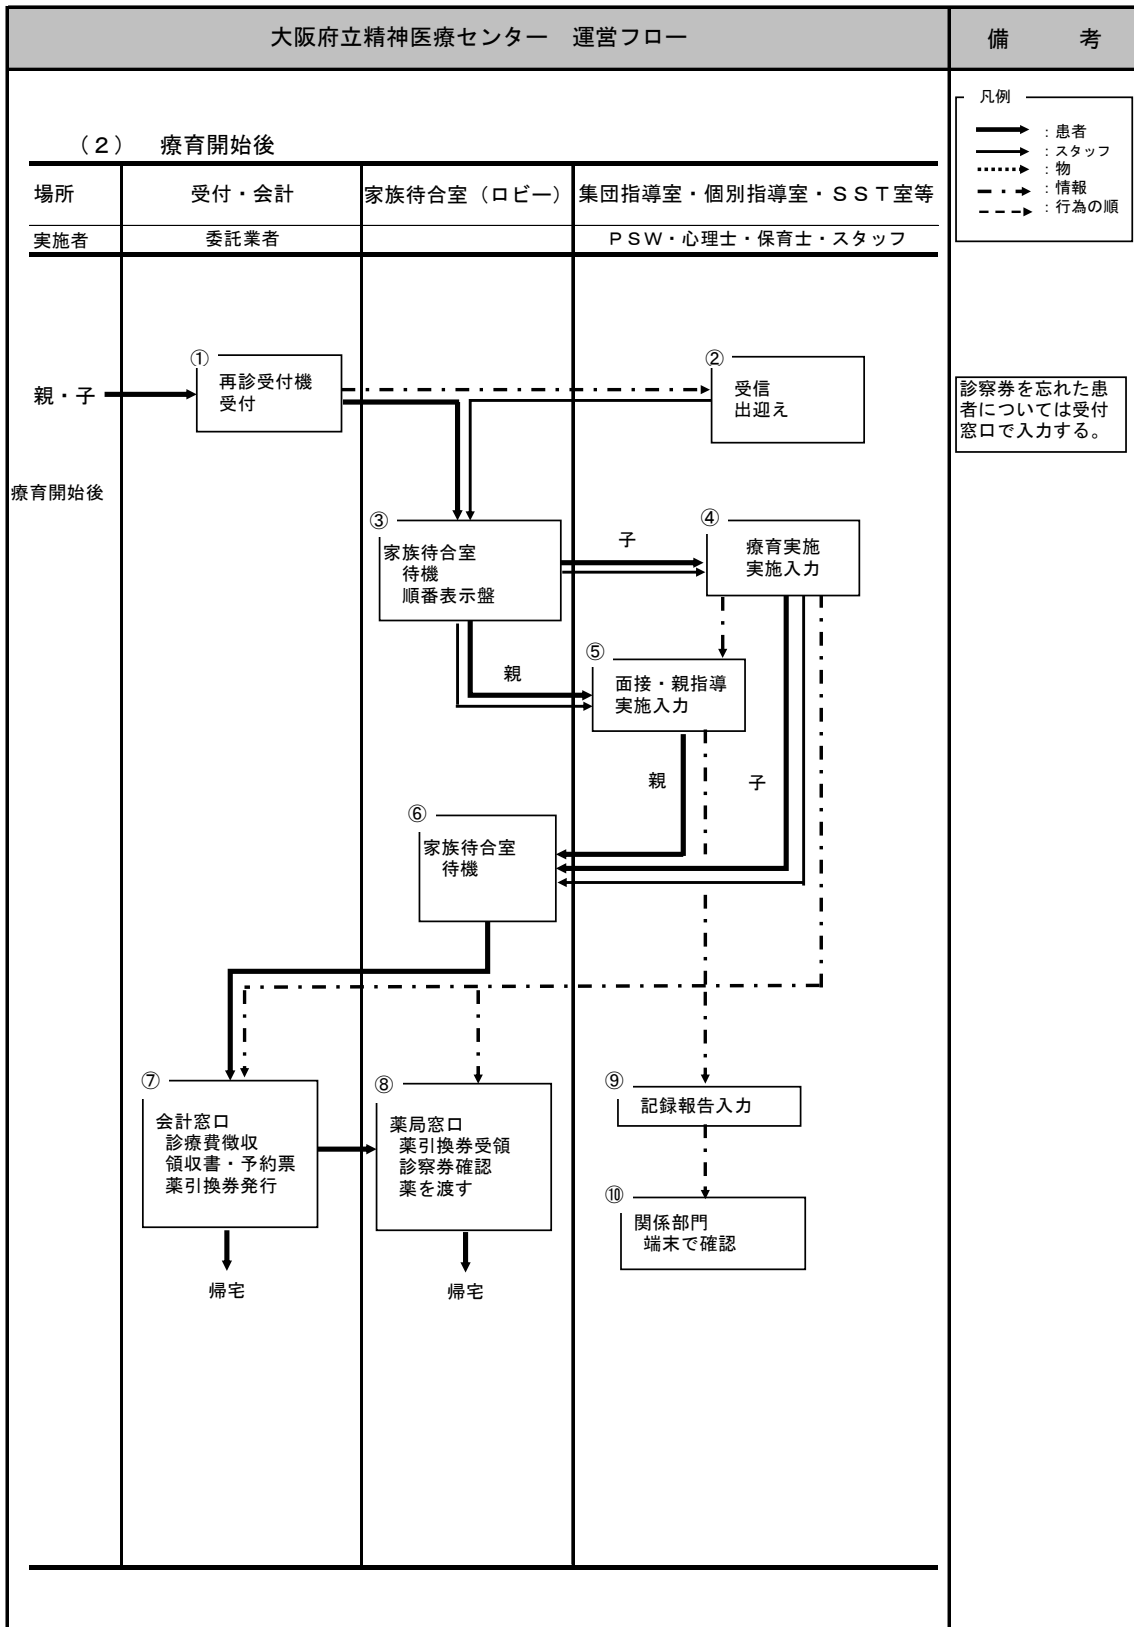 大阪府立精神医療センター　運営フロー
備　　考
凡例
：患者
：スタッフ
：物
：情報
：行為の順
（２）　療育開始後
場所
受付・会計
家族待合室（ロビー）
集団指導室・個別指導室・ＳＳＴ室等
実施者
委託業者
ＰＳＷ・心理士・保育士・スタッフ
親・子
①
再診受付機
受付
②
受信
出迎え
診察券を忘れた患
者については受付
窓口で入力する。
療育開始後
③
家族待合室
待機
順番表示盤
子
④
療育実施
実施入力
親
⑤
面接・親指導
実施入力
親
子
⑥
家族待合室
待機
⑦
会計窓口
診療費徴収
領収書・予約票
薬引換券発行
⑧
薬局窓口
薬引換券受領
診察券確認
薬を渡す
⑨
記録報告入力
⑩
関係部門
端末で確認
帰宅
帰宅